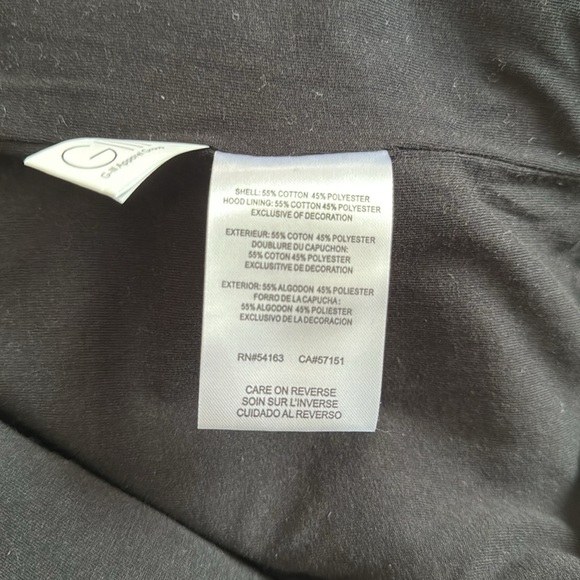 G-III Apparel Group
SHELL: 55% COTTON 45% POLYESTER
HOOD LINING: 55% COTTON 45% POLYESTER
EXCLUSIVE OF DECORATION
EXTERIEUR: 55% COTON 45% POLYESTER
DOUBLURE DU CAPUCHON:
55% COTON 45% POLYESTER
EXCLUSITIVE DE DECORATION
EXTERIOR: 55% ALGODON 45% POLIESTER
FORRO DE LA CAPUCHA:
55% ALGODON 45% POLIESTER
EXCLUSIVO DE LA DECORACION
RN#54163 CA#57151
CARE ON REVERSE
SOIN SUR L'INVERSE
CUIDADO AL REVERSO